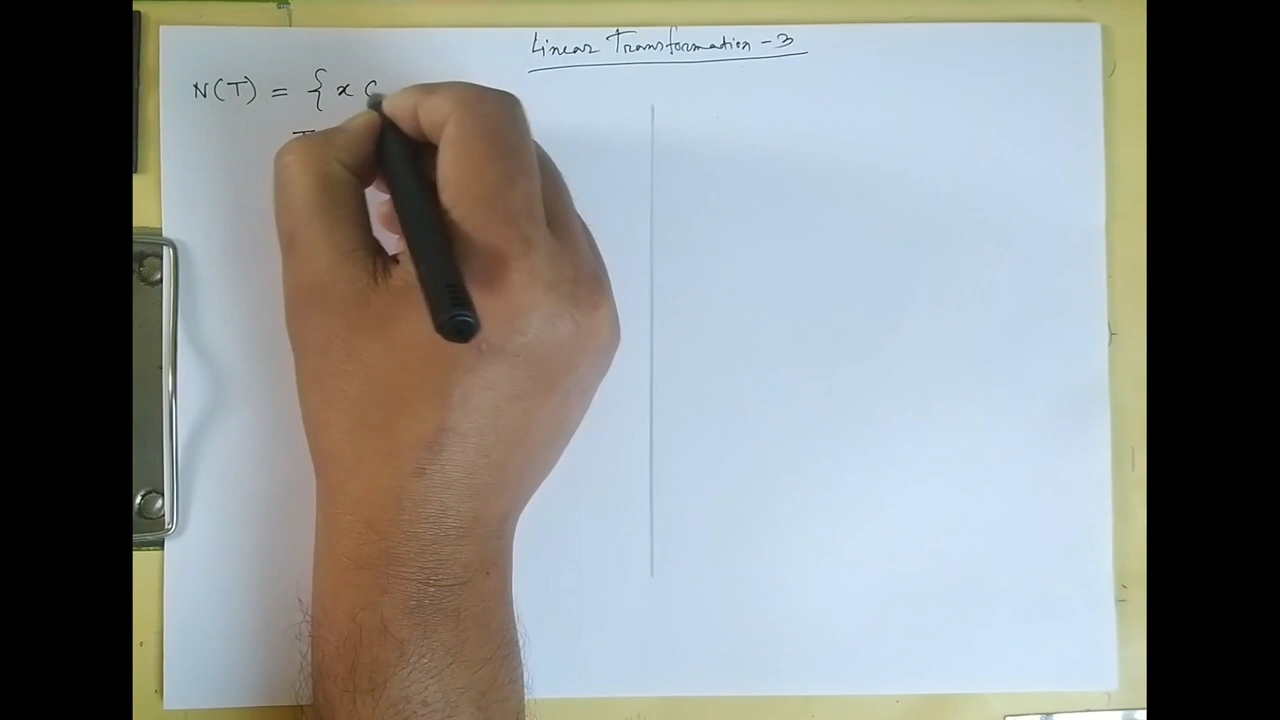 Linear Transformation - 3
N(T) = { x
T